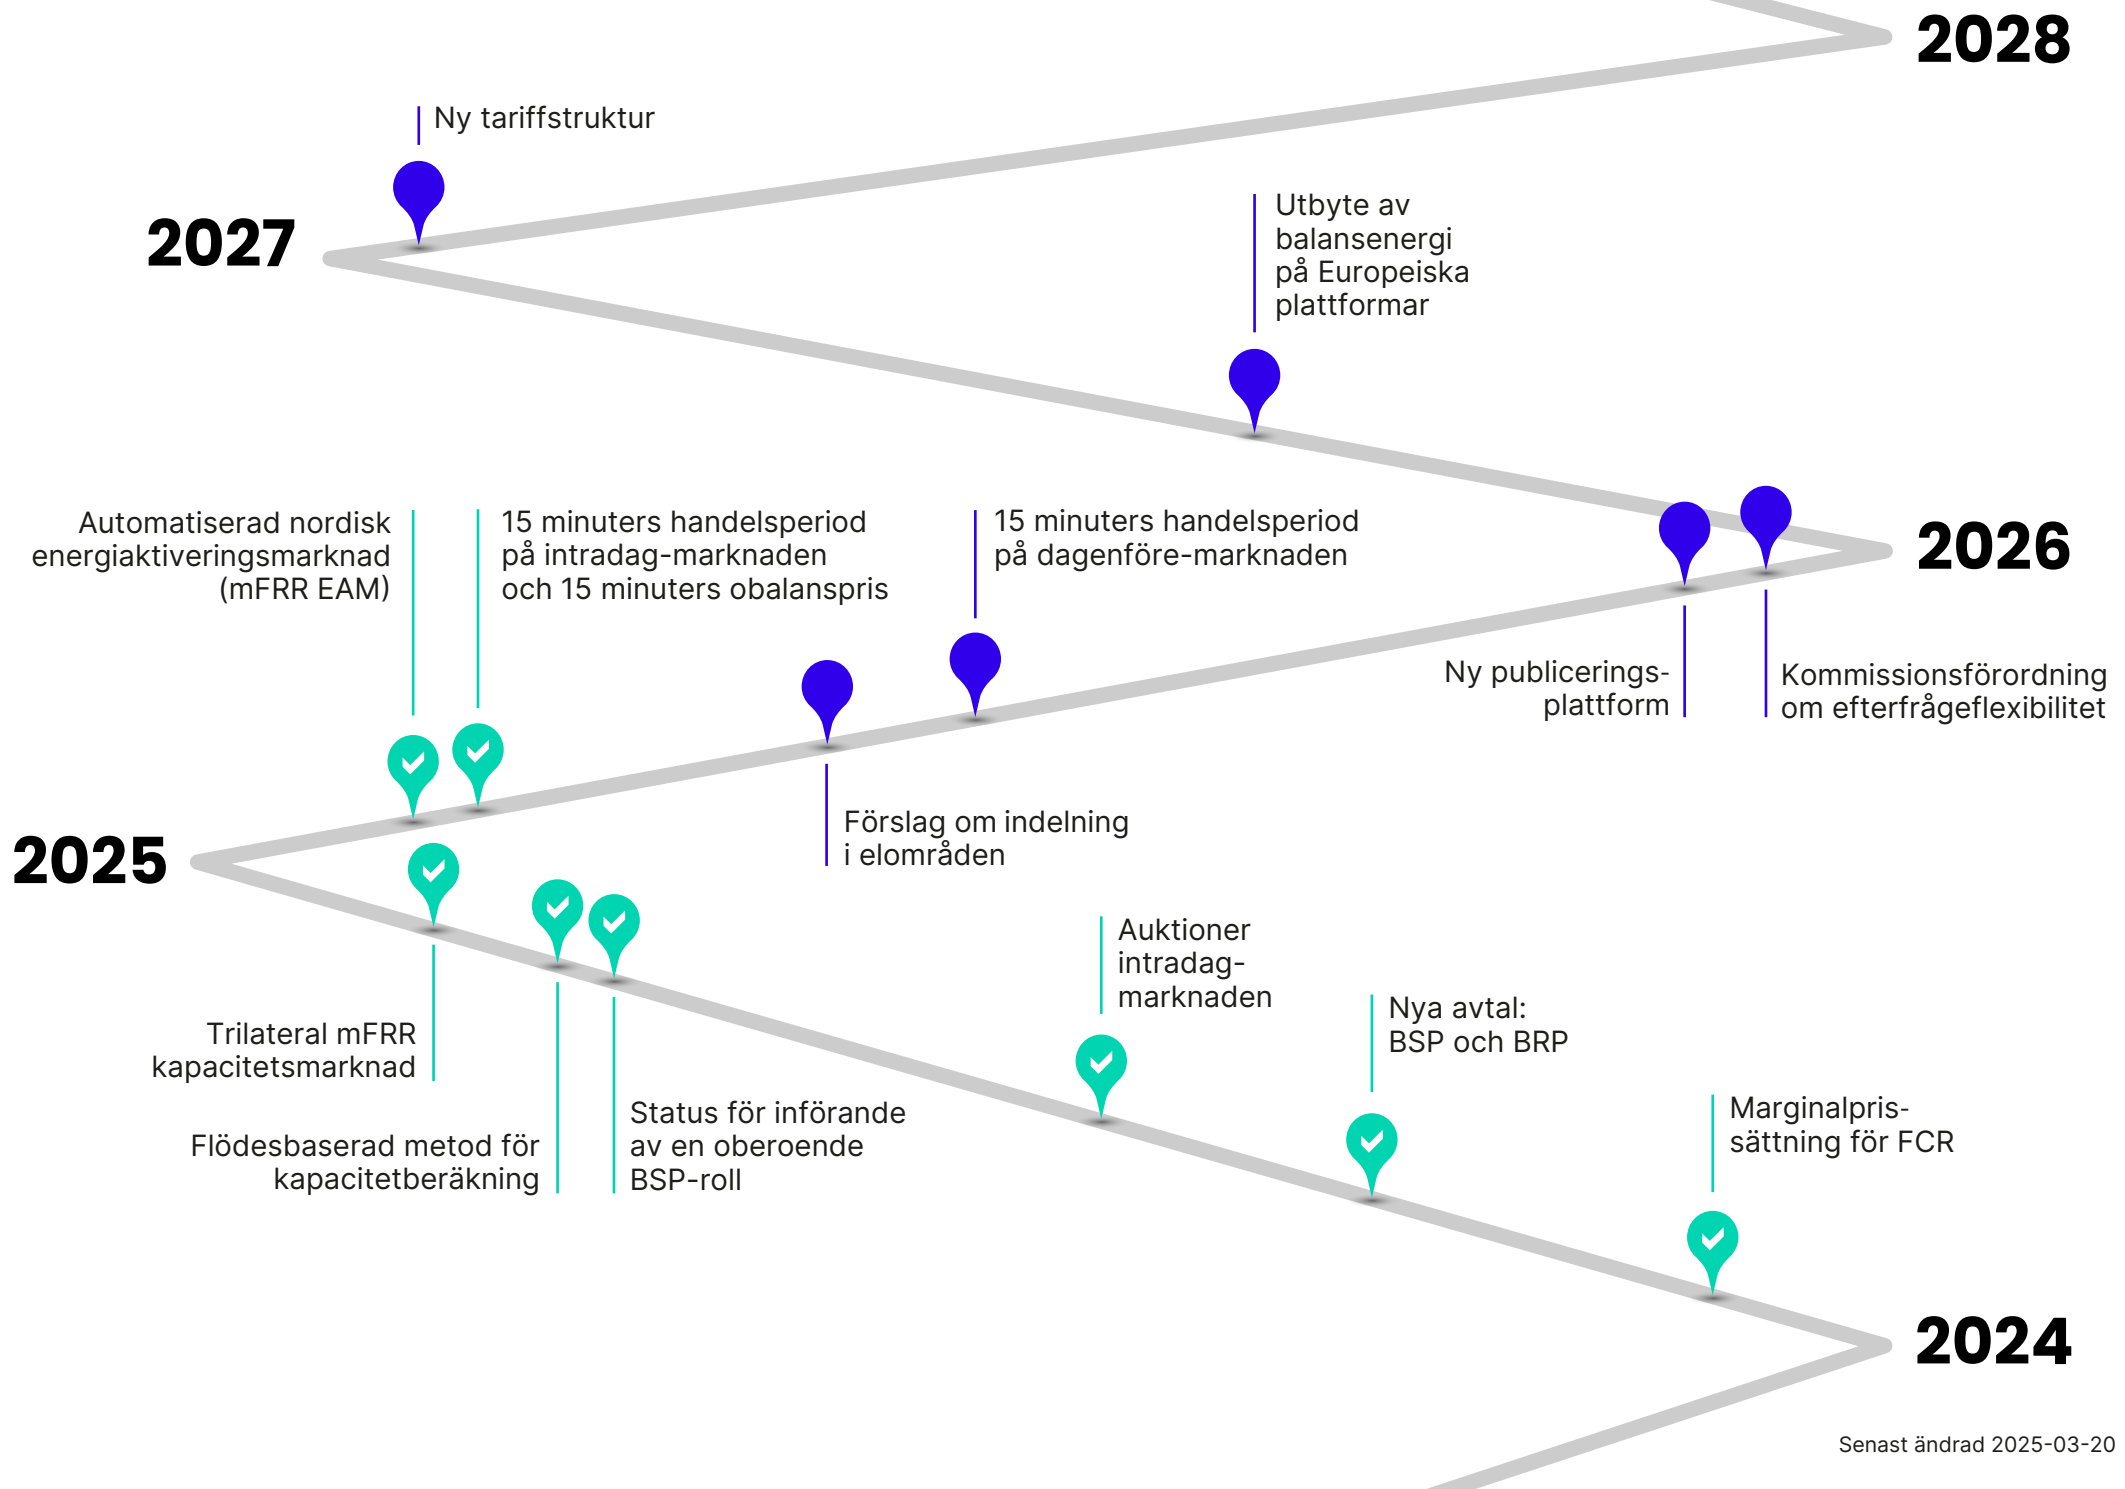 2028
Ny tariffstruktur
2027
Utbyte av
balansenergi
på Europeiska
plattformar
Automatiserad nordisk
energiaktiveringsmarknad
(mFRR EAM)
15 minuters handelsperiod
på intradag-marknaden
och 15 minuters obalanspris
15 minuters handelsperiod
på dagenföre-marknaden
2026
Ny publicerings-
plattform
Kommissionsförordning
om efterfrågeflexibilitet
Förslag om indelning
i elområden
2025
Auktioner
intradag-
marknaden
Nya avtal:
BSP och BRP
Trilateral mFRR
kapacitetsmarknad
Flödesbaserad metod för
kapacitetberäkning
Status för införande
av en oberoende
BSP-roll
Marginalpris-
sättning för FCR
2024
Senast ändrad 2025-03-20